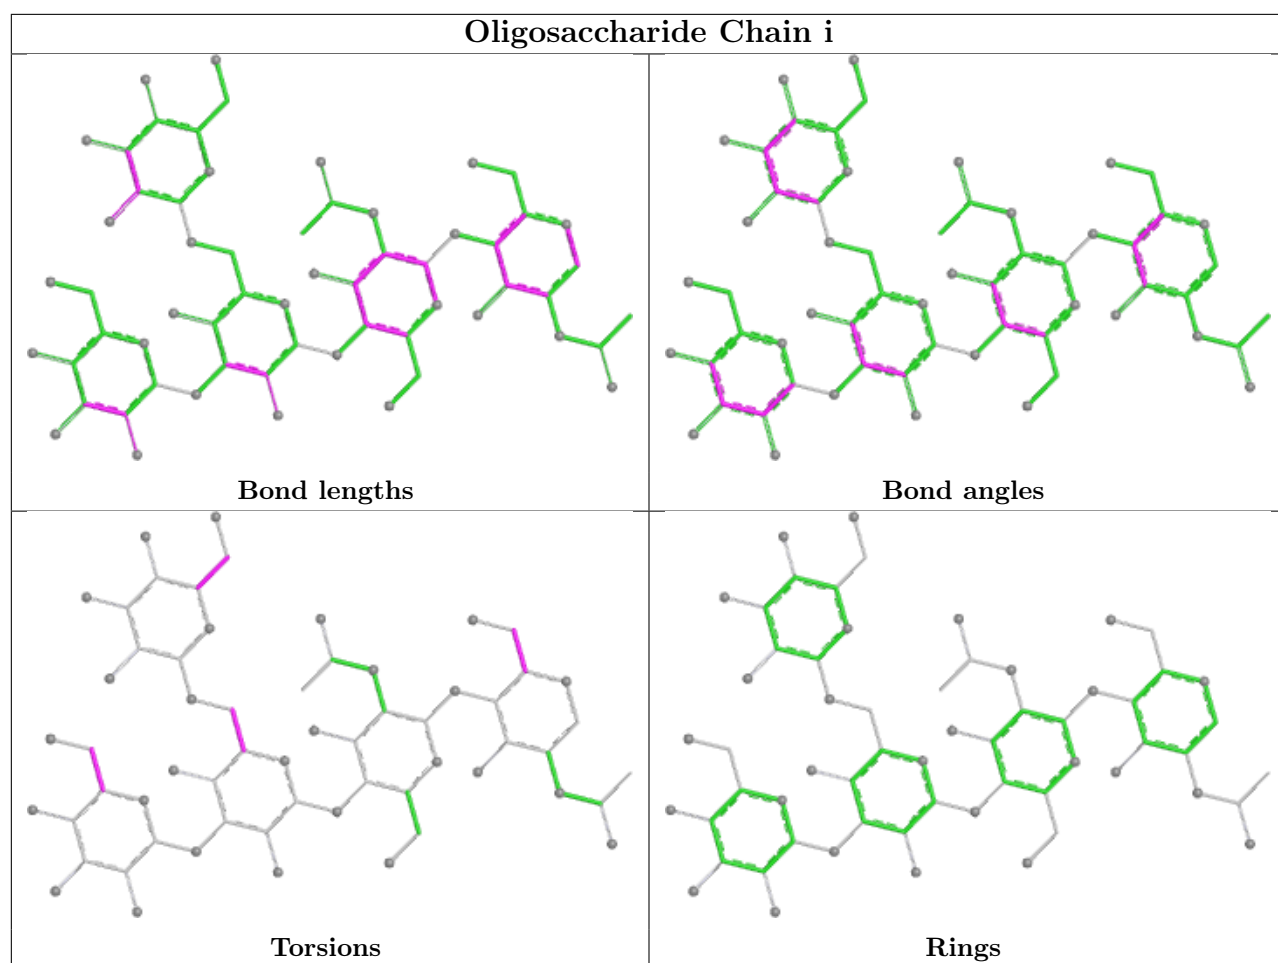 Oligosaccharide Chain i
Bond lengths
Bond angles
Torsions
Rings